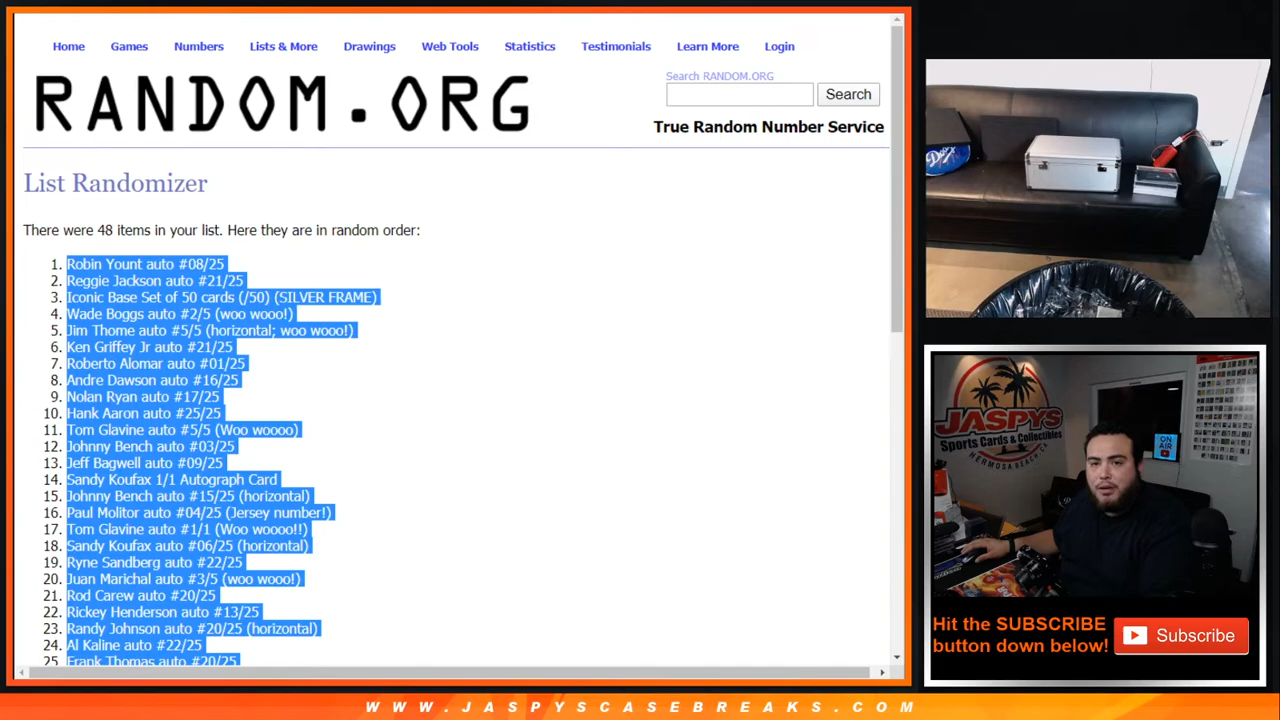 Home Games Numbers Lists & More Drawings Web Tools Statistics Testimonials Learn More Login
RANDOM.ORG
Search RANDOM.ORG
Search
True Random Number Service
List Randomizer
There were 48 items in your list. Here they are in random order:
1. Robin Yount auto #08/25
2. Reggie Jackson auto #21/25
3. Iconic Base Set of 50 cards (/50) (SILVER FRAME)
4. Wade Boggs auto #2/5 (woo wooo!)
5. Jim Thome auto #5/5 (horizontal; woo wooo!)
6. Ken Griffey Jr auto #21/25
7. Roberto Alomar auto #01/25
8. Andre Dawson auto #16/25
9. Nolan Ryan auto #17/25
10. Hank Aaron auto #25/25
11. Tom Glavine auto #5/5 (Woo woooo)
12. Johnny Bench auto #03/25
13. Jeff Bagwell auto #09/25
14. Sandy Koufax 1/1 Autograph Card
15. Johnny Bench auto #15/25 (horizontal)
16. Paul Molitor auto #04/25 (Jersey number!)
17. Tom Glavine auto #1/1 (Woo woooo!!)
18. Sandy Koufax auto #06/25 (horizontal)
19. Ryne Sandberg auto #22/25
20. Juan Marichal auto #3/5 (woo wooo!)
21. Rod Carew auto #20/25
22. Rickey Henderson auto #13/25
23. Randy Johnson auto #20/25 (horizontal)
24. Al Kaline auto #22/25
25 Frank Thomas auto #20/25
JASPYS
Sports Cards & Collectibles
HERMOSA BEACH, CA
ON AIR
Hit the SUBSCRIBE
button down below!
Subscribe
WWW.JASPYSCASEBREAKS.COM